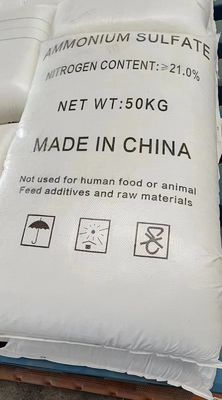 AMMONIUM SULFATE
NITROGEN CONTENT:≥21.0%
NET WT:50KG
MADE IN CHINA
Not used for human food or animal
Feed additives and raw materials